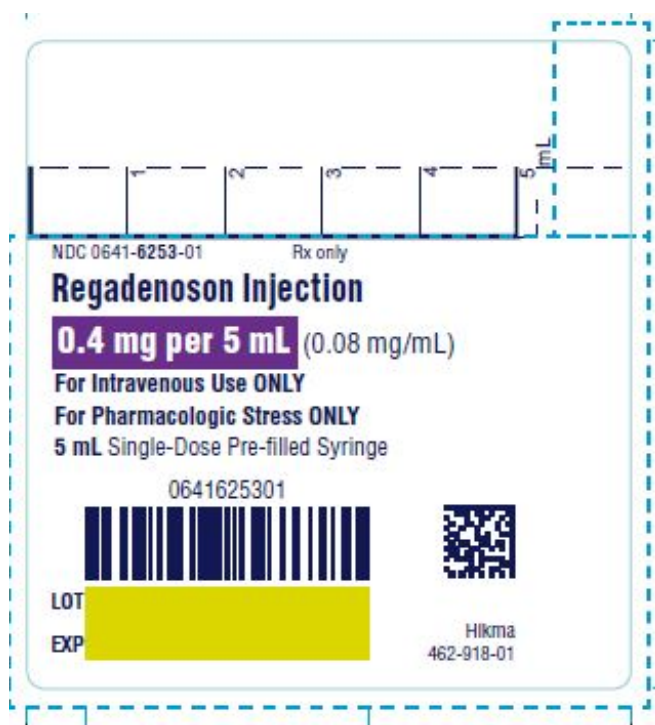 1 2 3 4 5 mL
NDC 0641-6253-01 Rx only
Regadenoson Injection
0.4 mg per 5 mL (0.08 mg/mL)
For Intravenous Use ONLY
For Pharmacologic Stress ONLY
5 mL Single-Dose Pre-filled Syringe
0641625301
LOT
EXP
Hikma
462-918-01